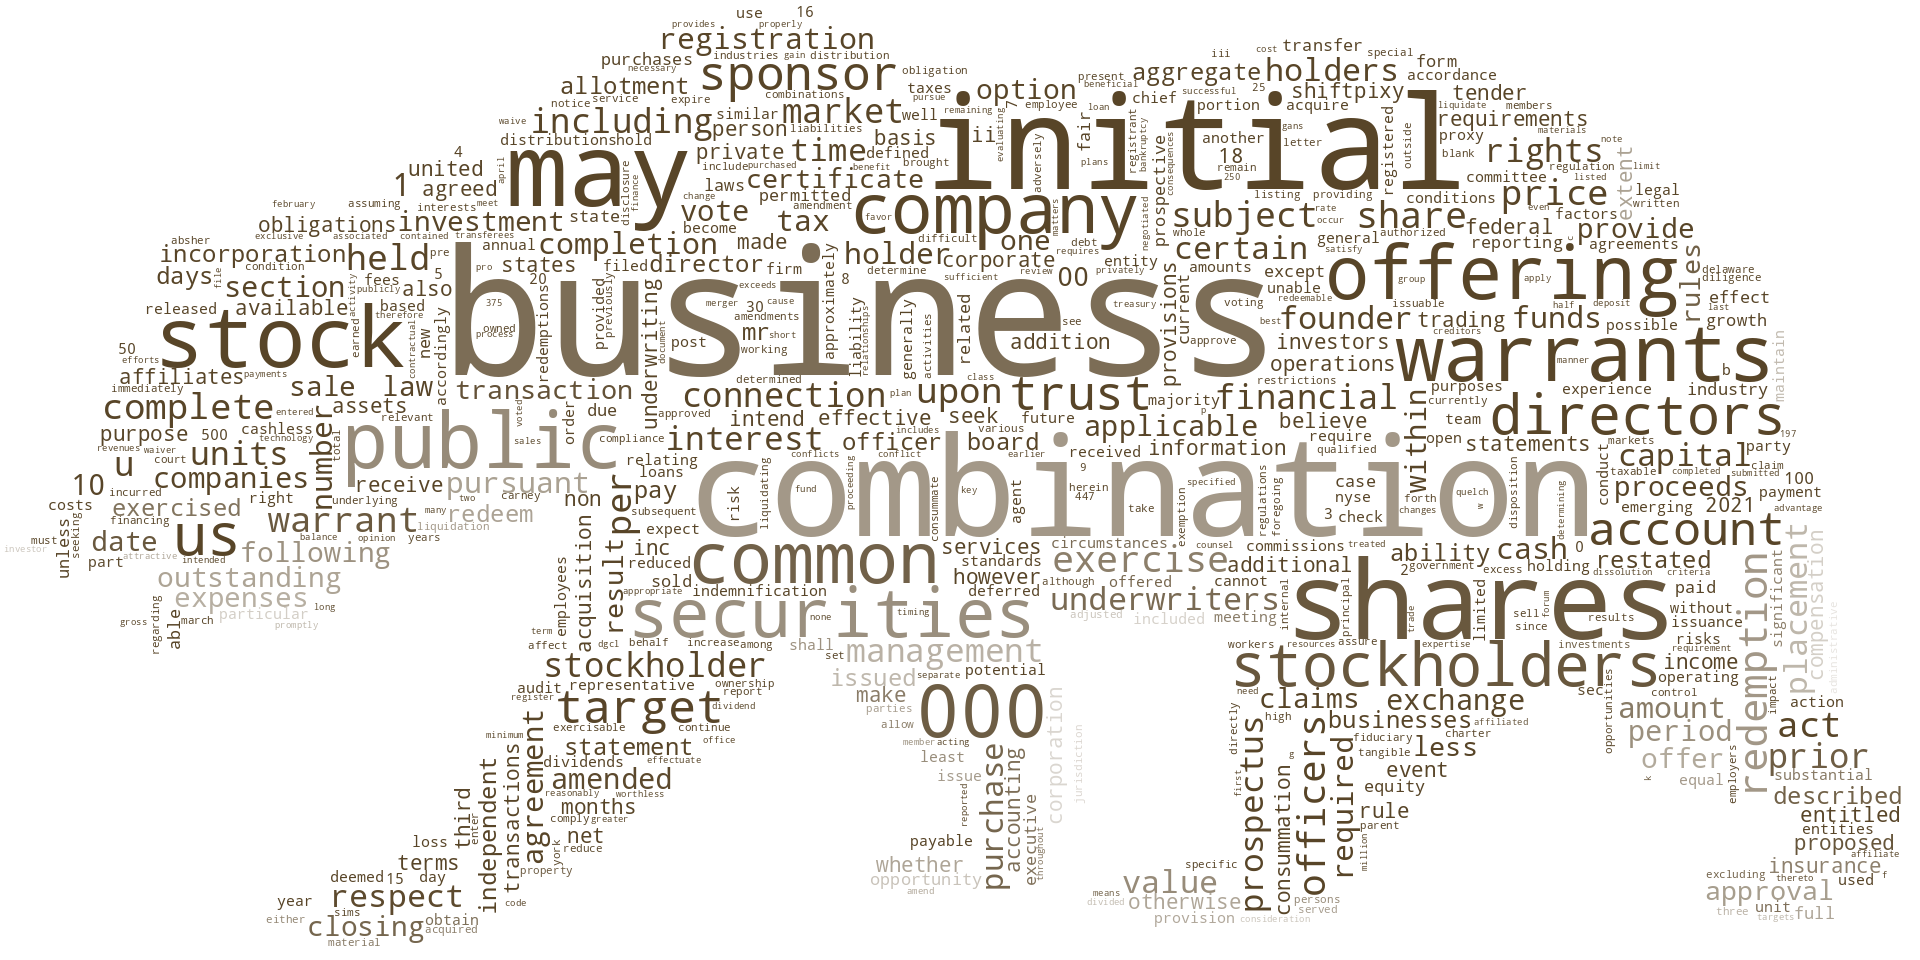 use 16
provides properly
registration
purchases industries gain distribution
necessary
sponsor
obligation
iii cost transfer special
form
allotment
combinations
taxes
present
beneficial
aggregate holders
accordance
notice service expire
pursue
option
employee
chief
successful 25
shiftpixy
tender
liquidate members
similar market well
remaining 7 loan
portion acquire
requirements
waive
including
person liabilities
basis
ii
initial
another
gans
outside
proxy materials note
distributions hold
4
united
may
private time defined
evaluating
adversely
fair
plans
registrant
bankruptcy
consequences
18 letter
registered
blank
rights
include purchased benefit brought
remain
committee regulation limit
1 agreed
april
laws certificate
prospective
250
listing providing
price
listed
extent
interests meet
disclosure
finance
change permitted
company
rate
conditions
even
legal
february assuming
state
vote
amendment
favor
matters
negotiated
subject share
factors written
obligations investment
become
tax
occur
federal
provide
exclusive associated contained transferees
difficult
whole
authorized
absher
annual completion made
holder one debt
certain general
reporting c agreements
incorporation held pre
satisfy
rules
condition
pro states filed director firm
corporate 00
requires
entity amounts except
offering
group apply
delaware
days file section
activity
publicly
fees 5
20
exceeds
determine
sufficient review privately
unable
deposit
diligence
business
8
provisions
current
voting redeemable
issuable half
last effect
released available based also
375
redemptions
provided
previously
underwriting
merger 30 cause
treasury
founder trading funds possible growth
stock
earned
contractual
therefore
new
accordingly
owned
process
document
amendments
mr short
approximately
liability
relationships
generally
activities
related
see
addition
best
approve
investors
creditors
50
efforts
post working
operations
warrants
manner
maintain
affiliates payments
transaction
determined
class
restrictions
b
immediately
sale law
connection plan upon trust
majority financial
purposes experience industry
complete entered
number
assets relevant
voted
order due
approved
intend effective seek future
p
currently
directors
purpose 500 cashless
technology
total
public
sales
compliance
interest
various
includes
officer board
applicable
believe
within
team
markets
197
revenues waiver court
units
relating
conflicts conflict earlier
received information
require
qualified
open statements
party
u companies
receive pursuant
loans
risk
liquidating
fund
proceeding
combination
9
herein
447
specified
capital
taxable completed submitted
claim
10 incurred right underlying
carney
two
non
result per
pay
key
agent
take
exemption
regulations
foregoing
case
nyse
3 check
forth
changes
w
quelch
disposition
determining
conduct
proceeds 100
costs
financing
exercised
many redeem
subsequent
emerging 2021 payment
advantage
unless
seeking
must
warrant
liquidation
expect
consummate
account
investor
date
us
balance opinion years
inc
services
circumstances counsel commissions treated
part attractive intended
following
acquisition
reduced
common
standards
exercise
additional
ability cash 0
government excess holding
restated
dissolution criteria
outstanding
employees
appropriate
sold indemnification
however
deferred
although offered cannot
2
paid
placement
compensation
administrative
expenses
securities
underwriters
adjusted included meeting
internal
shares
principal
trade
limited
sell
since
forum
without
issuance
significant
gross
regarding
able march
particular long
promptly
timing
none
results
risks
term
affect dgcl behalf increase among
shall management
workers resources assure expertise
investments
requirement
redemption
stockholder
set
issued separate potential
stockholders
income
operating
impact
audit representative ownership
report
register
make
parties
000
need
claims exchange
sec
opportunities
control
action
target
exercisable
dividend
continue
allow
directly
high
affiliated
amount
act
minimum
statement office
member acting
corporation
jurisdiction
businesses charter
period
independent
transactions
agreement
dividends effectuate
least
purchase
accounting
prospectus
g
officers
required
fiduciary
tangible less
offer prior
amended
issue
event
k
equal
employers
substantial
third
enter
reasonably worthless
months
reported
executive
throughout
first
consummation
equity
described
comply greater
rule
entitled
loss
york
net
payable
parent
entities
terms
reduce
whether
specific
million
proposed
affiliate
deemed 15 day
property
opportunity
value
insurance
year respect
code
amend
means
divided otherwise
persons
served
excluding thereto used f
approval
either sims obtain
provision consideration
three unit
targets full
closing acquired
material